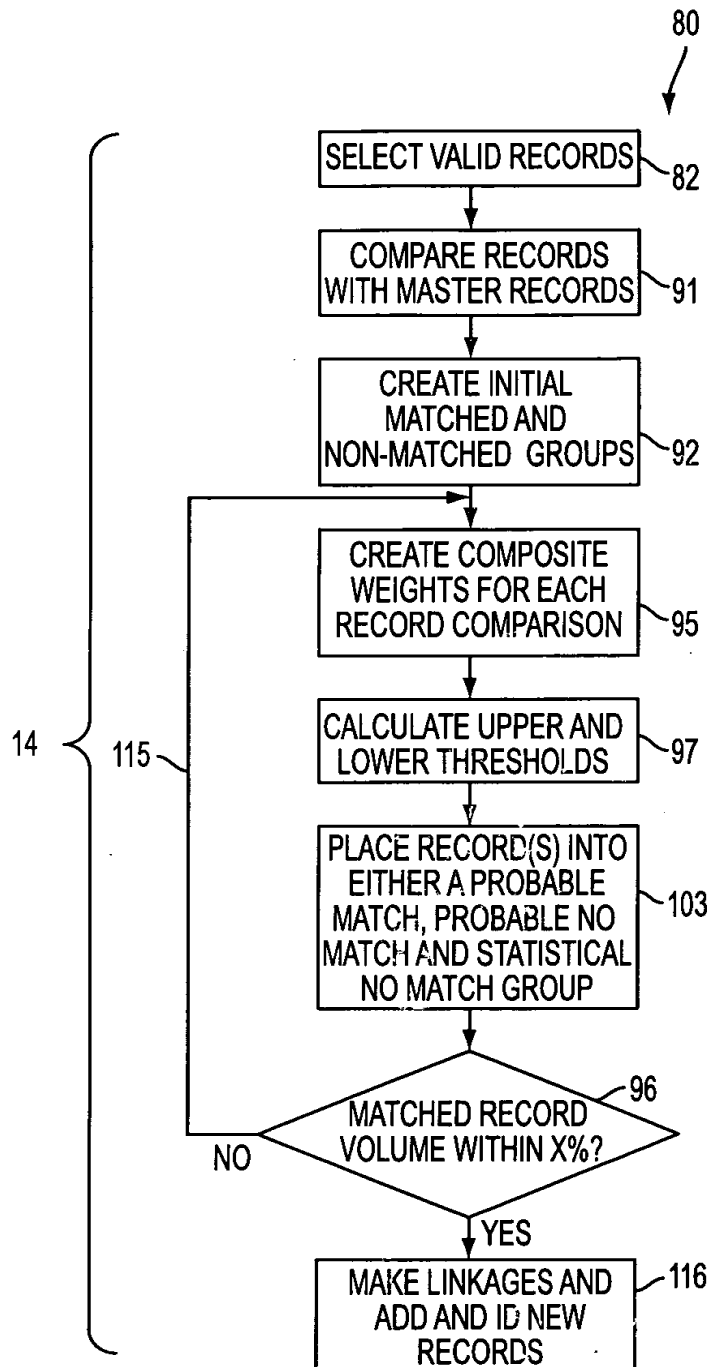 80
SELECT VALID RECORDS
82
COMPARE RECORDS
WITH MASTER RECORDS
91
CREATE INITIAL
MATCHED AND
NON-MATCHED GROUPS
92
CREATE COMPOSITE
WEIGHTS FOR EACH
RECORD COMPARISON
95
14
115
CALCULATE UPPER AND
LOWER THRESHOLDS
97
PLACE RECORD(S) INTO
EITHER A PROBABLE
MATCH, PROBABLE NO
MATCH AND STATISTICAL
NO MATCH GROUP
103
96
MATCHED RECORD
VOLUME WITHIN X%?
NO
YES
MAKE LINKAGES AND
ADD AND ID NEW
RECORDS
116